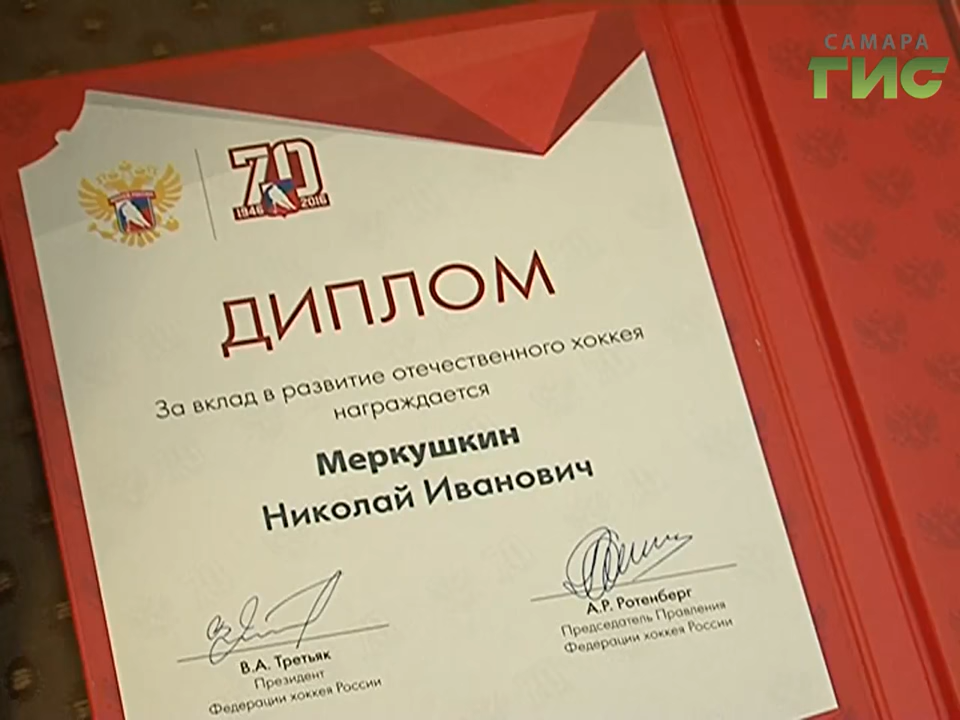 САМАРА
ГИС
70
1946 2016
ДИПЛОМ
За вклад в развитие отечественного хоккея
награждается
Меркушкин
Николай Иванович
В.А. Третьяк
Президент
Федерации хоккея России
А.Р. Ротенберг
Председатель Правления
Федерации хоккея России